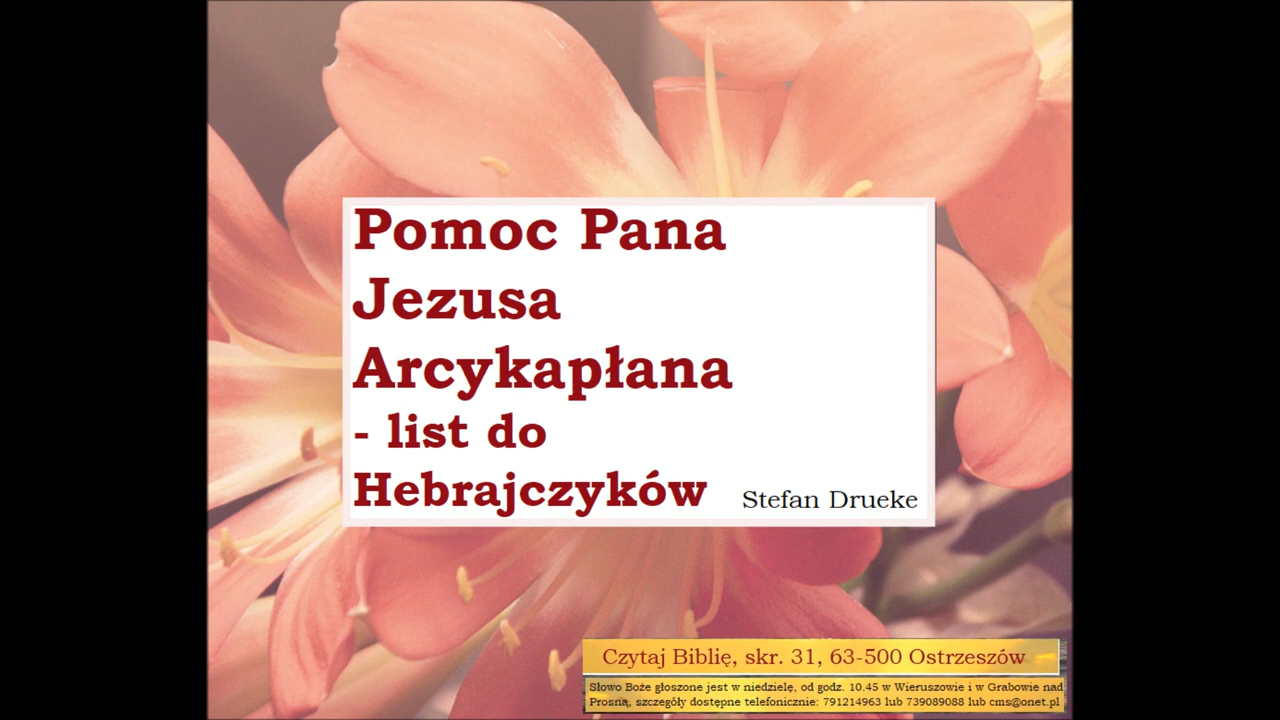 Pomoc Pana
Jezusa
Arcykapłana
- list do
Hebrajczyków
Stefan Drueke
Czytaj Biblię, skr. 31, 63-500 Ostrzeszów
Słowo Boże głoszone jest w niedzielę, od godz. 10.45 w Wieruszowie i w Grabowie nad
Prosną, szczegóły dostępne telefonicznie: 791214963 lub 739089088 lub cms@onet.pl